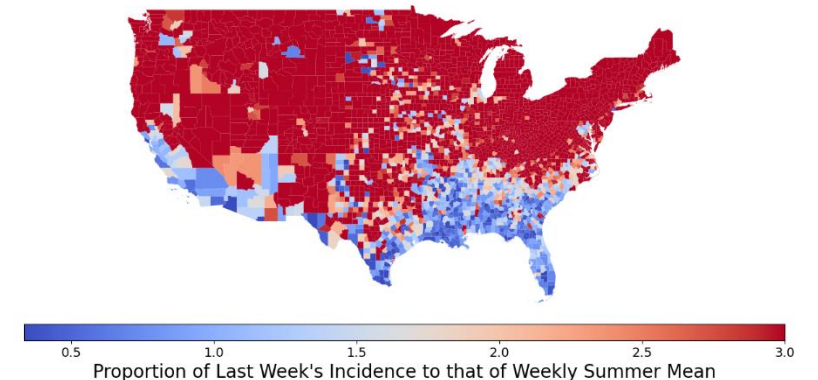 0.5 1.0 1.5 2.0 2.5 3.0
Proportion of Last Week's Incidence to that of Weekly Summer Mean